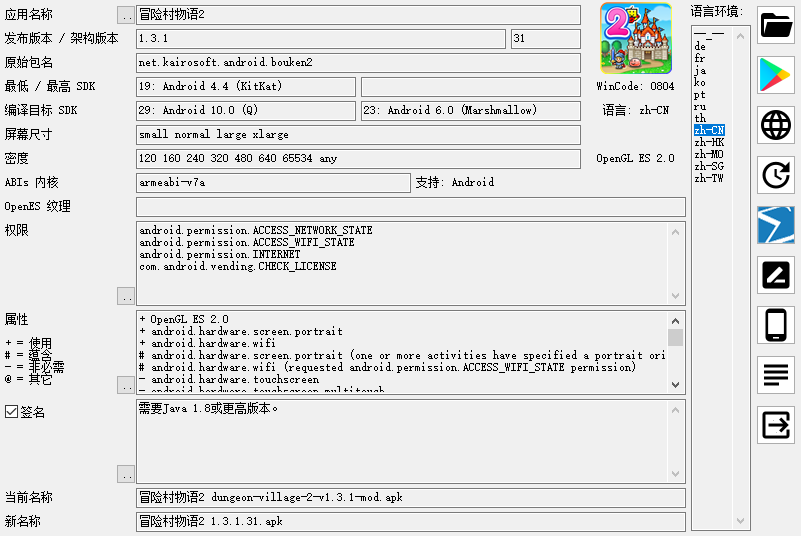 应用名称
..
冒险村物语2
发布版本 / 架构版本
1.3.1
31
原始包名
net.kairosoft.android.bouken2
最低 / 最高 SDK
19: Android 4.4 (KitKat)
编译目标 SDK
29: Android 10.0 (Q)
23: Android 6.0 (Marshmallow)
屏幕尺寸
small normal large xlarge
密度
120 160 240 320 480 640 65534 any
ABIs 内核
armeabi-v7a
支持: Android
OpenES 纹理
权限
android.permission.ACCESS_NETWORK_STATE
android.permission.ACCESS_WIFI_STATE
android.permission.INTERNET
com.android.vending.CHECK_LICENSE
..
属性
+ = 使用
# = 蕴含
- = 非必需
@ = 其它
..
+ OpenGL ES 2.0
+ android.hardware.screen.portrait
+ android.hardware.wifi
# android.hardware.screen.portrait (one or more activities have specified a portrait ori
# android.hardware.wifi (requested android.permission.ACCESS_WIFI_STATE permission)
- android.hardware.touchscreen
- android.hardware.touchscreen.multitouch
签名
需要Java 1.8或更高版本。
..
当前名称
冒险村物语2 dungeon-village-2-v1.3.1-mod.apk
新名称
冒险村物语2 1.3.1.31.apk
2
WinCode: 0804
语言: zh-CN
OpenGL ES 2.0
语言环境:
--_--
de
fr
ja
ko
pt
ru
th
zh-CN
zh-HK
zh-MO
zh-SG
zh-TW